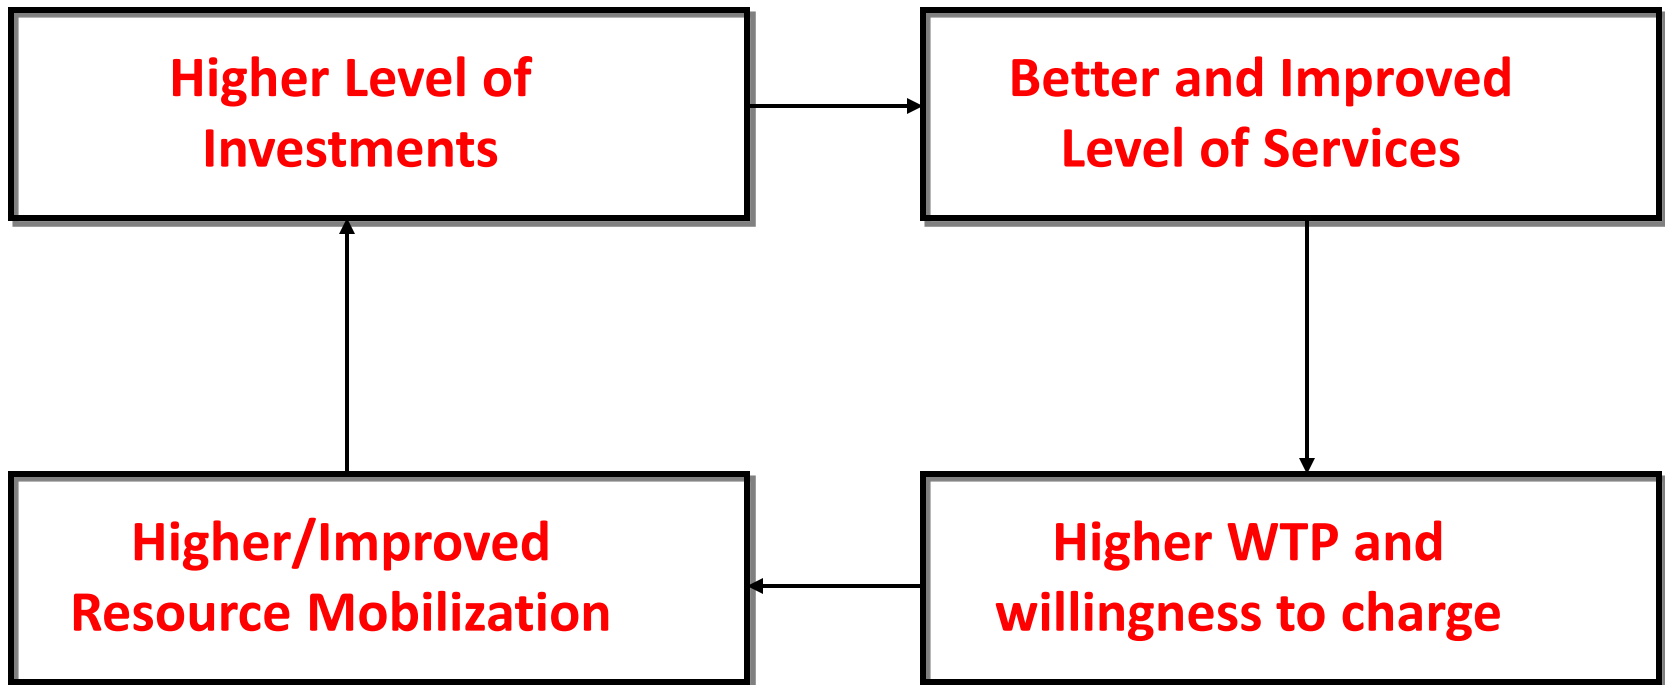 Higher Level of
Investments
Better and Improved
Level of Services
Higher/Improved
Resource Mobilization
Higher WTP and
willingness to charge